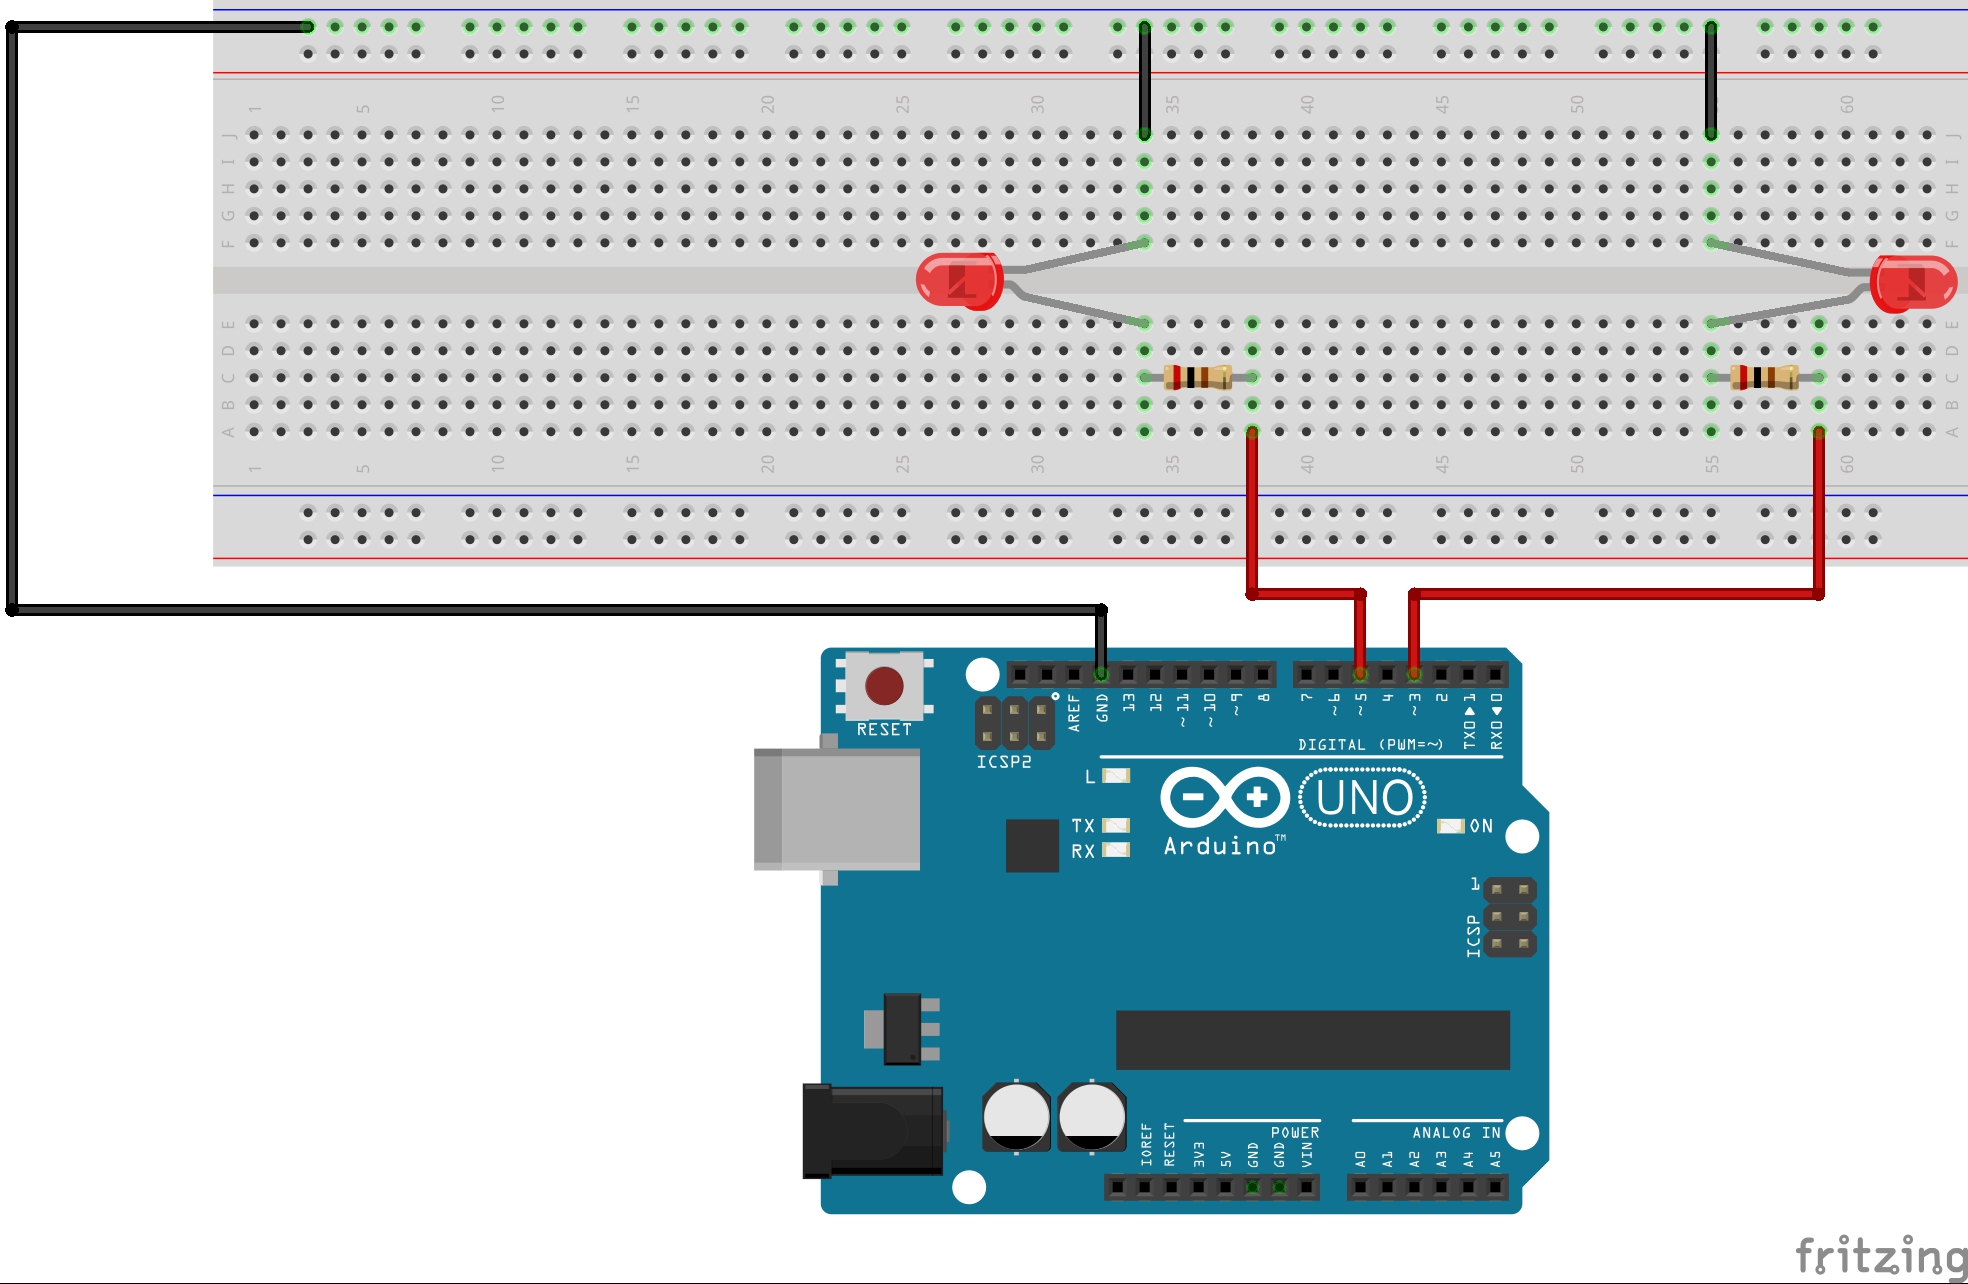 1 5 10 15 20 25 30 35 40 45 50 55 60
J J
I I
H H
G G
F F
E E
D D
C C
B B
A A
1 5 10 15 20 25 30 35 40 45 50 55 60
RESET
AREF GND 13 12 ~11 ~10 ~9 8 7 ~6 ~5 4 ~3 2 TX0▶1 RX0◀0
ICSP2
DIGITAL (PWM=~)
L
TX
RX
UNO
Arduino™
ON
1
ICSP
POWER
ANALOG IN
IOREF RESET 3V3 5V GND GND VIN A0 A1 A2 A3 A4 A5
fritzing